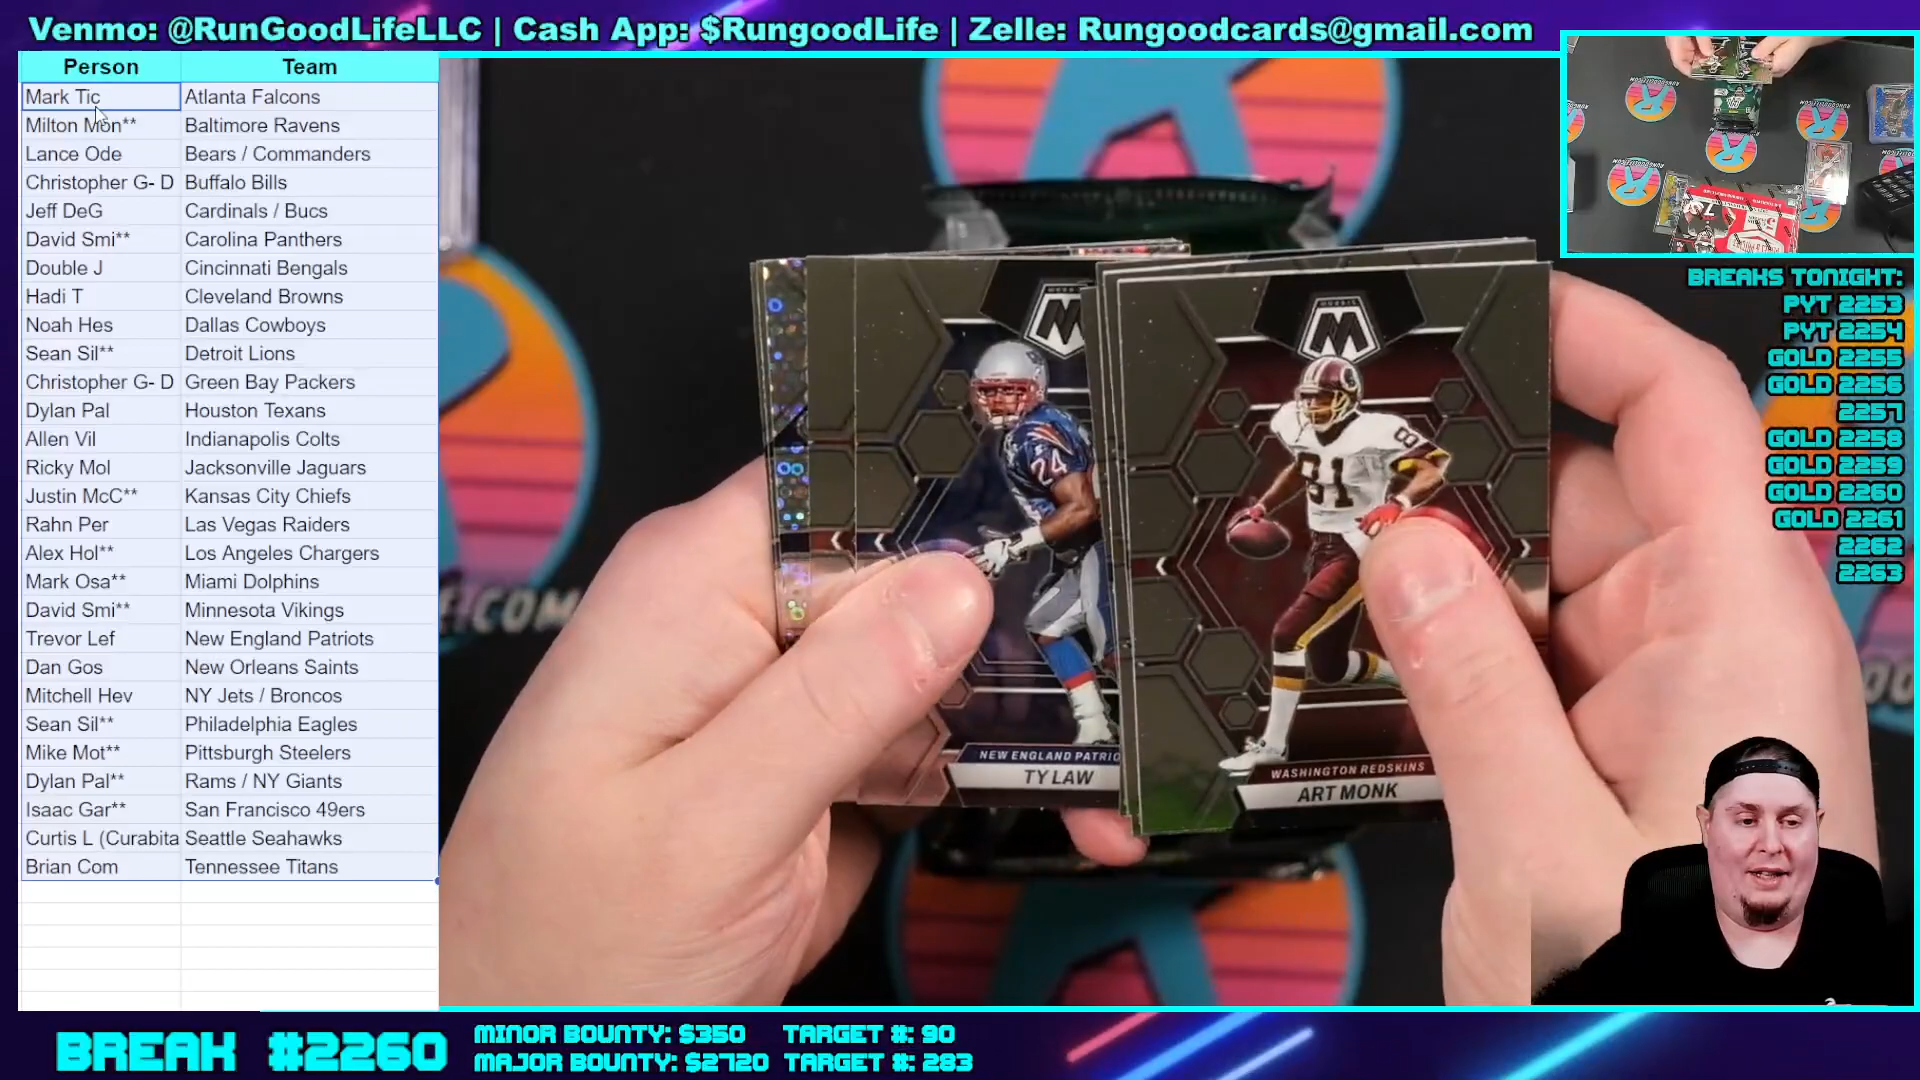 Venmo: @RunGoodLifeLLC | Cash App: $RungoodLife | Zelle: Rungoodcards@gmail.com
Person Team
Mark Tic Atlanta Falcons
Milton Mon** Baltimore Ravens
Lance Ode Bears / Commanders
Christopher G- D Buffalo Bills
Jeff DeG Cardinals / Bucs
David Smi** Carolina Panthers
Double J Cincinnati Bengals
Hadi T Cleveland Browns
Noah Hes Dallas Cowboys
Sean Sil** Detroit Lions
Christopher G- D Green Bay Packers
Dylan Pal Houston Texans
Allen Vil Indianapolis Colts
Ricky Mol Jacksonville Jaguars
Justin McC** Kansas City Chiefs
Rahn Per Las Vegas Raiders
Alex Hol** Los Angeles Chargers
Mark Osa** Miami Dolphins
David Smi** Minnesota Vikings
Trevor Lef New England Patriots
Dan Gos New Orleans Saints
Mitchell Hev NY Jets / Broncos
Sean Sil** Philadelphia Eagles
Mike Mot** Pittsburgh Steelers
Dylan Pal** Rams / NY Giants
Isaac Gar** San Francisco 49ers
Curtis L (Curabita Seattle Seahawks
Brian Com Tennessee Titans
24
NEW ENGLAND PATRIO
TY LAW
81
WASHINGTON REDSKINS
ART MONK
BREAKS TONIGHT:
PYT 2253
PYT 2254
GOLD 2255
GOLD 2256
2257
GOLD 2258
GOLD 2259
GOLD 2260
GOLD 2261
2262
2263
BREAK #2260
MINOR BOUNTY: $350 TARGET #: 90
MAJOR BOUNTY: $2720 TARGET #: 283